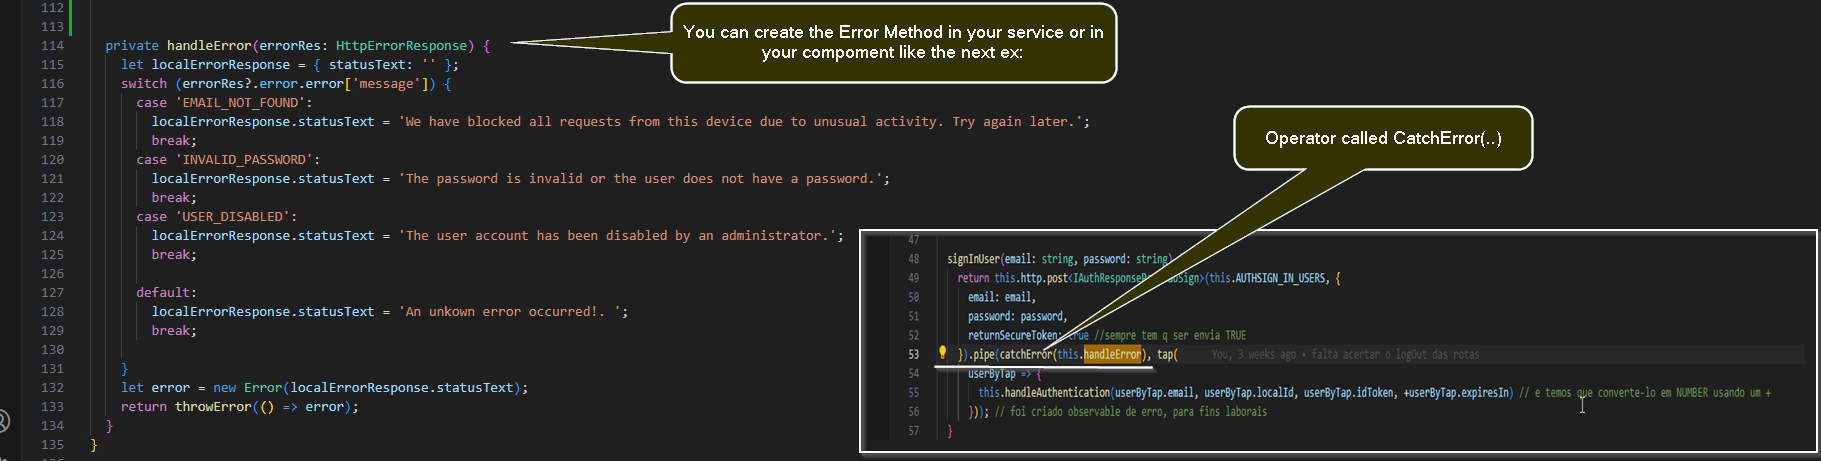 112
113
You can create the Error Method in your service or in
your compoment like the next ex:
114 private handleError(errorRes: HttpErrorResponse) {
115 let localErrorResponse = { statusText: '' };
116 switch (errorRes?.error.error['message']) {
117 case 'EMAIL_NOT_FOUND':
118 localErrorResponse.statusText = 'We have blocked all requests from this device due to unusual activity. Try again later.';
119 break;
120 case 'INVALID_PASSWORD':
121 localErrorResponse.statusText = 'The password is invalid or the user does not have a password.';
122 break;
123 case 'USER_DISABLED':
124 localErrorResponse.statusText = 'The user account has been disabled by an administrator.';
125 break;
126
127 default:
128 localErrorResponse.statusText = 'An unkown error occurred!. ';
129 break;
130
131 }
132 let error = new Error(localErrorResponse.statusText);
133 return throwError(() => error);
134 }
135 }
Operator called CatchError(..)
47
48 signInUser(email: string, password: string)
49 return this.http.post<IAuthResponse Sign>(this.AUTHSIGN_IN_USERS, {
50 email: email,
51 password: password,
52 returnSecureToken: true //sempre tem q ser envia TRUE
53 }).pipe(catchError(this.handleError), tap( You, 3 weeks ago • falta acertar o logOut das rotas
54 userByTap => {
55 this.handleAuthentication(userByTap.email, userByTap.localId, userByTap.idToken, +userByTap.expiresIn) // e temos que converte-lo em NUMBER usando um +
56 })); // foi criado observable de erro, para fins laborais
57 }